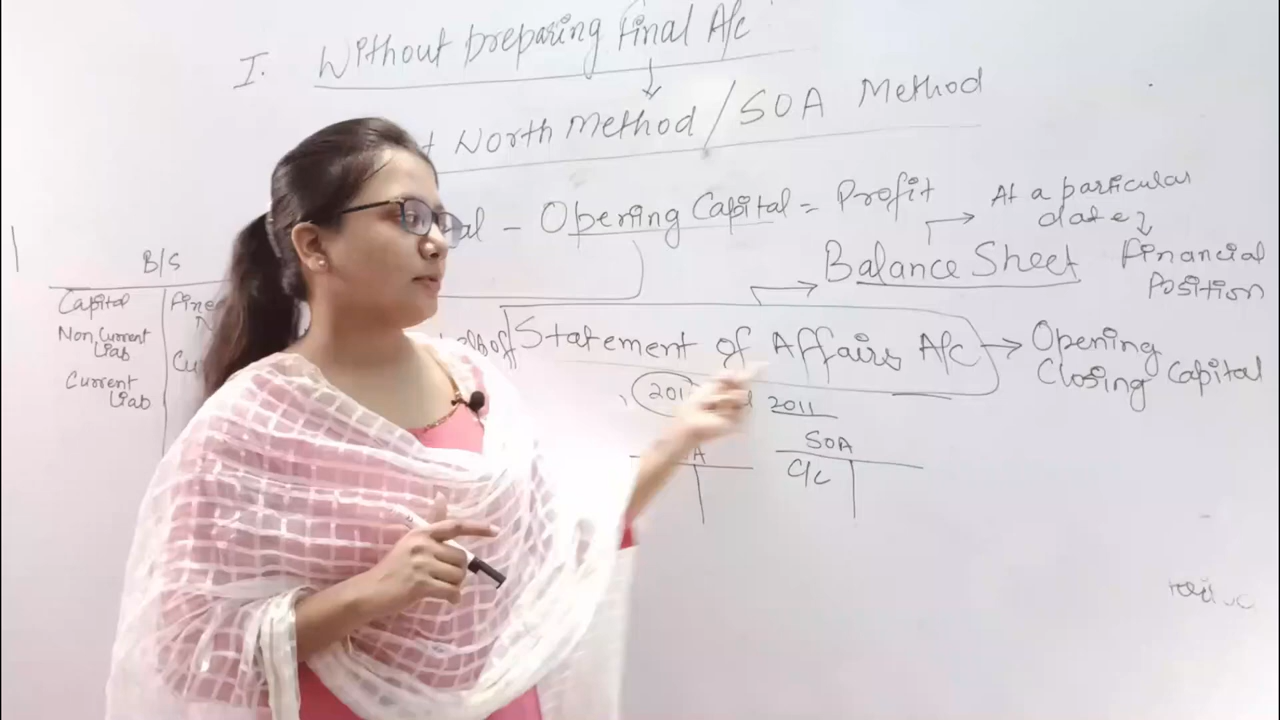 I. Without preparing Final A/c
Worth Method / SOA Method
- Opening Capital = Profit
At a particular
date
Balance Sheet
Financial
Position
B/S
Capital
Non Current
Liab
Current
Liab
Statement of Affairs A/c
Opening
Closing Capital
2011
SOA
C/c